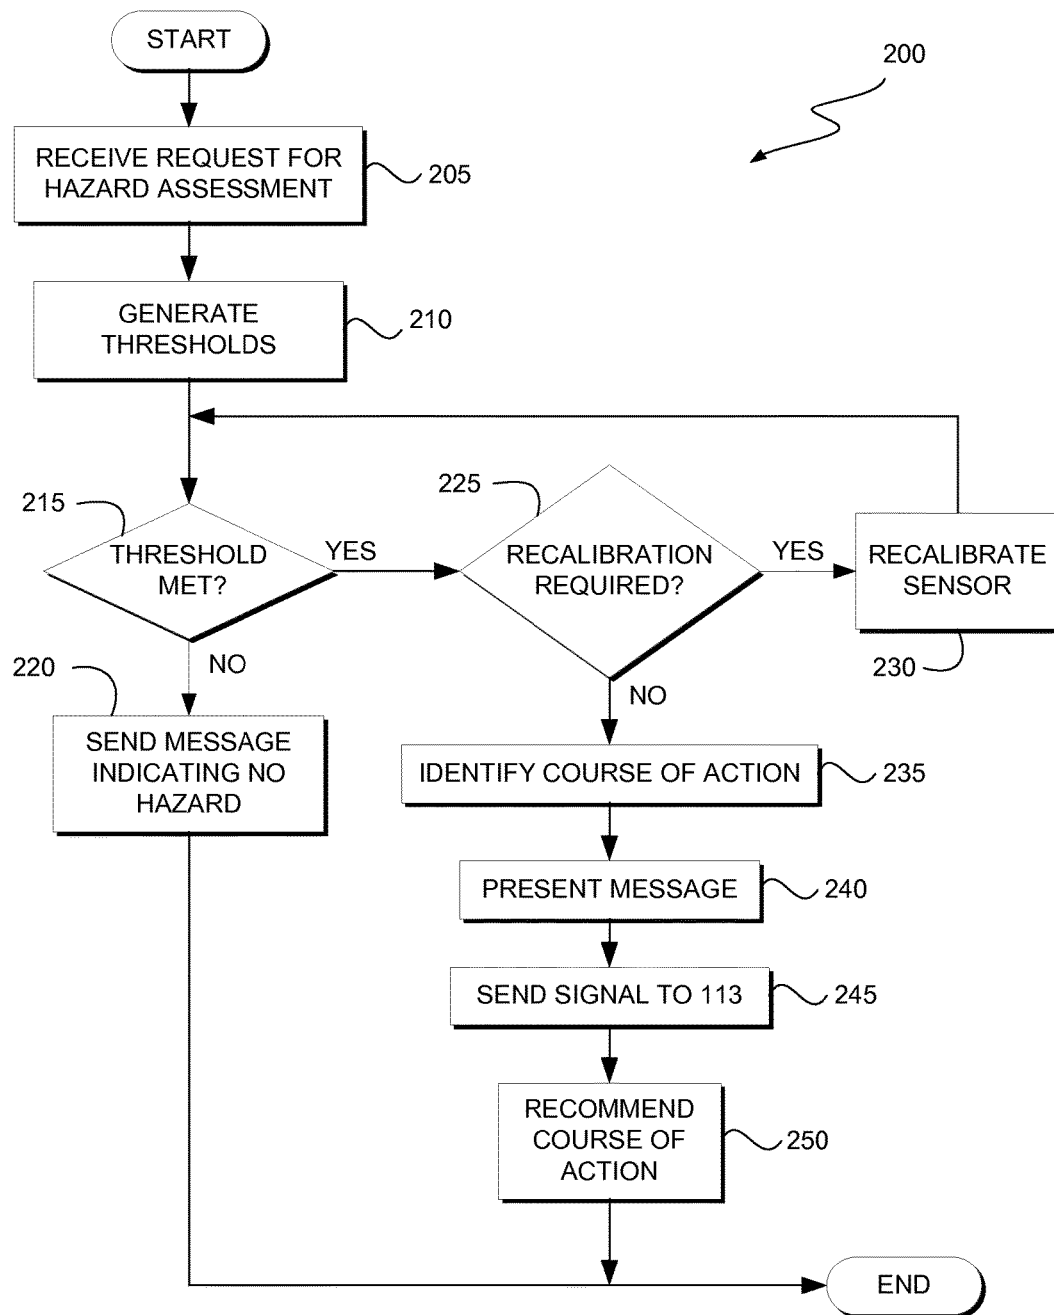 START
200
RECEIVE REQUEST FOR
HAZARD ASSESSMENT
205
GENERATE
THRESHOLDS
210
215
THRESHOLD
MET?
YES
225
RECALIBRATION
REQUIRED?
YES
RECALIBRATE
SENSOR
230
NO
220
SEND MESSAGE
INDICATING NO
HAZARD
NO
IDENTIFY COURSE OF ACTION
235
PRESENT MESSAGE
240
SEND SIGNAL TO 113
245
RECOMMEND
COURSE OF
ACTION
250
END